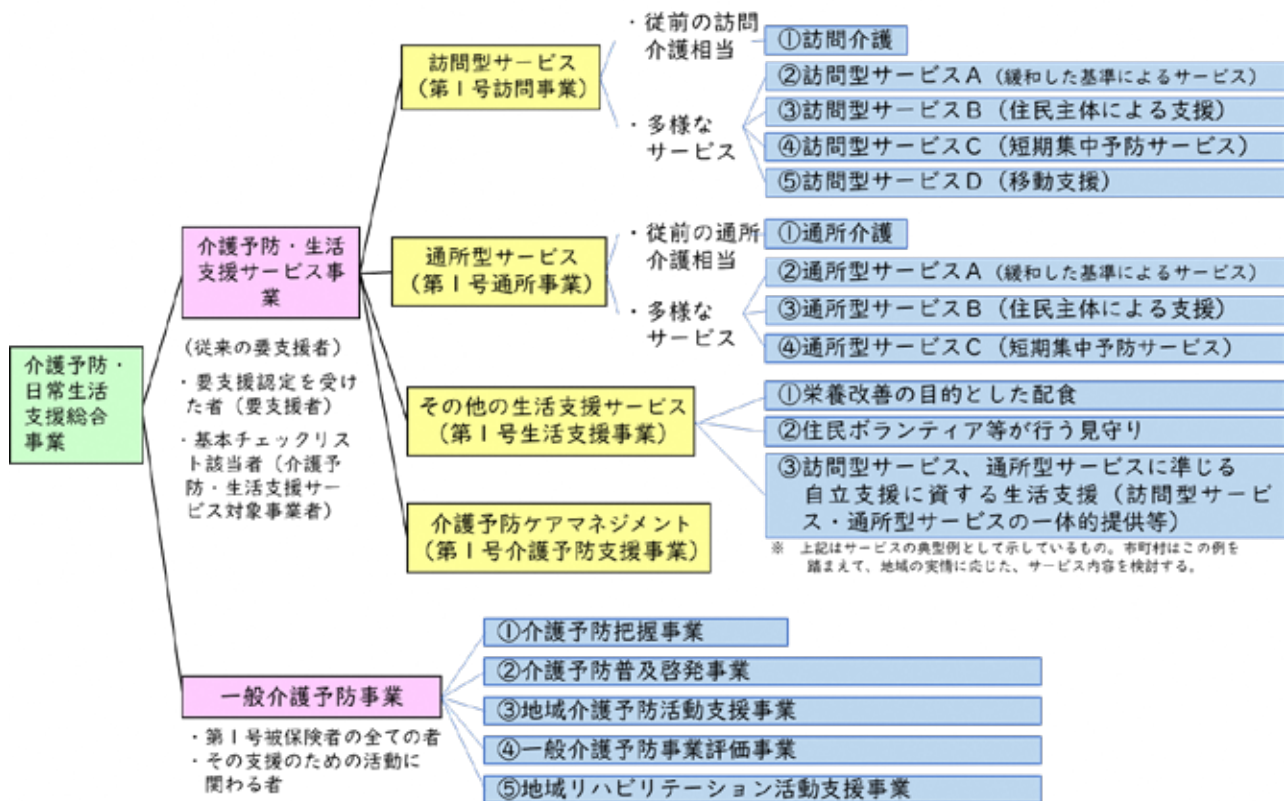 介護予防・
日常生活
支援総合
事業
介護予防・生活
支援サービス事
業
(従来の要支援者)
・要支援認定を受け
た者（要支援者）
・基本チェックリス
ト該当者（介護予
防・生活支援サー
ビス対象事業者）
訪問型サービス
(第1号訪問事業)
・従前の訪問
介護相当
①訪問介護
・多様な
サービス
②訪問型サービスA（緩和した基準によるサービス）
③訪問型サービスB（住民主体による支援）
④訪問型サービスC（短期集中予防サービス）
⑤訪問型サービスD（移動支援）
通所型サービス
(第1号通所事業)
・従前の通所
介護相当
①通所介護
・多様な
サービス
②通所型サービスA（緩和した基準によるサービス）
③通所型サービスB（住民主体による支援）
④通所型サービスC（短期集中予防サービス）
その他の生活支援サービス
(第1号生活支援事業)
①栄養改善の目的とした配食
②住民ボランティア等が行う見守り
③訪問型サービス、通所型サービスに準じる
自立支援に資する生活支援（訪問型サービ
ス・通所型サービスの一体的提供等）
※　上記はサービスの典型例として示しているもの。市町村はこの例を
踏まえて、地域の実情に応じた、サービス内容を検討する。
介護予防ケアマネジメント
(第1号介護予防支援事業)
一般介護予防事業
・第1号被保険者の全ての者
・その支援のための活動に
関わる者
①介護予防把握事業
②介護予防普及啓発事業
③地域介護予防活動支援事業
④一般介護予防事業評価事業
⑤地域リハビリテーション活動支援事業